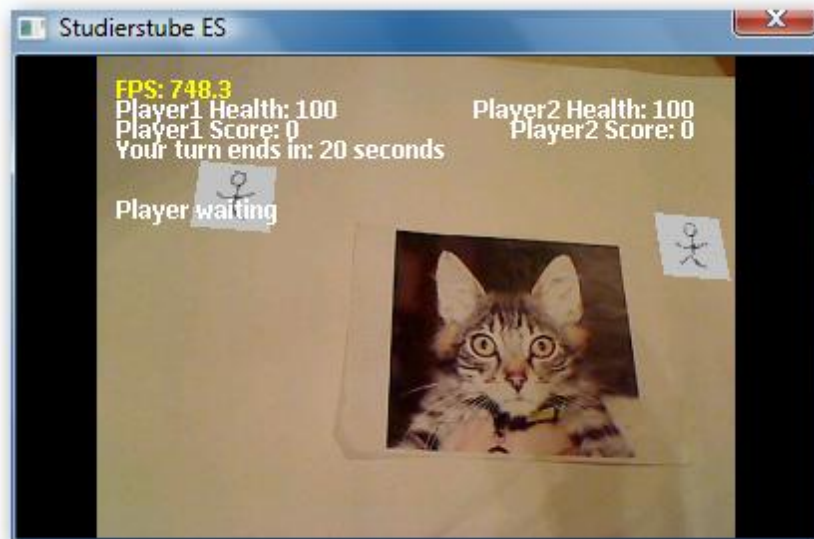 Studierstube ES
FPS: 748.3
Player1 Health: 100 Player2 Health: 100
Player1 Score: 0 Player2 Score: 0
Your turn ends in: 20 seconds
Player waiting